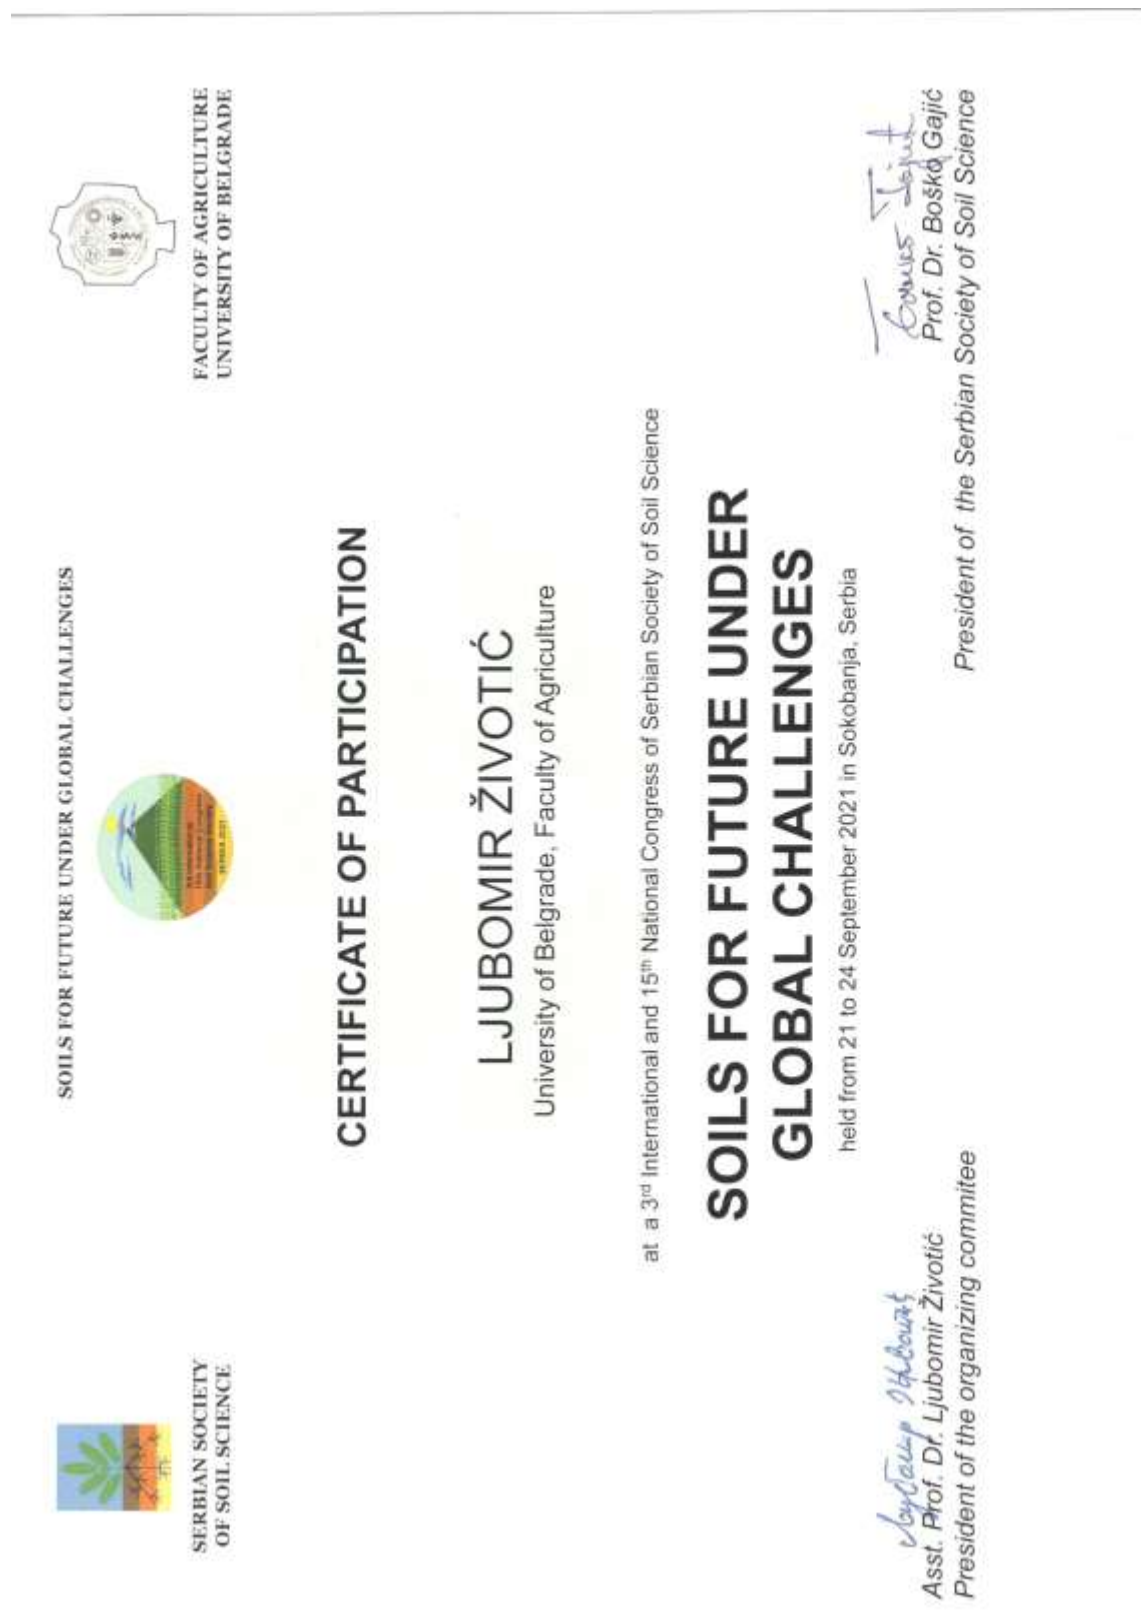 SERBIAN SOCIETY
OF SOIL SCIENCE
SOILS FOR FUTURE UNDER GLOBAL CHALLENGES
FACULTY OF AGRICULTURE
UNIVERSITY OF BELGRADE
CERTIFICATE OF PARTICIPATION
LJUBOMIR ŽIVOTIĆ
University of Belgrade, Faculty of Agriculture
at a 3rd International and 15th National Congress of Serbian Society of Soil Science
SOILS FOR FUTURE UNDER
GLOBAL CHALLENGES
held from 21 to 24 September 2021 in Sokobanja, Serbia
Asst. Prof. Dr. Ljubomir Životić
President of the organizing commitee
Prof. Dr. Boško Gajić
President of the Serbian Society of Soil Science